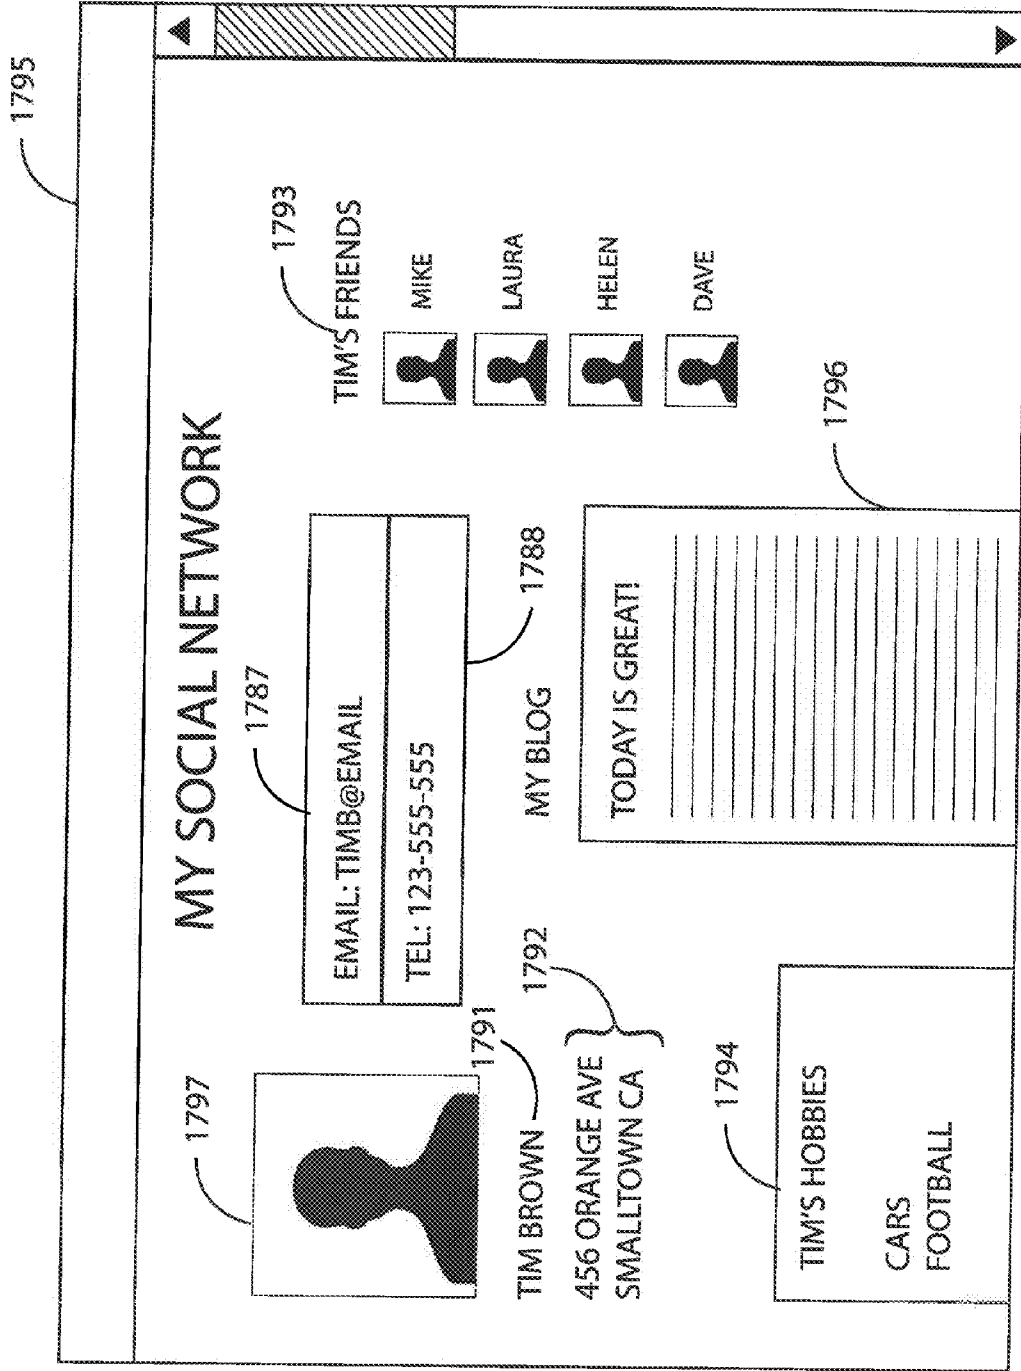 1795
MY SOCIAL NETWORK
1797
1787
EMAIL: TIMB@EMAIL
TEL: 123-555-555
1788
1793
TIM'S FRIENDS
MIKE
LAURA
HELEN
DAVE
1791
TIM BROWN
1792
456 ORANGE AVE
SMALLTOWN CA
MY BLOG
1796
TODAY IS GREAT!
1794
TIM'S HOBBIES
CARS
FOOTBALL